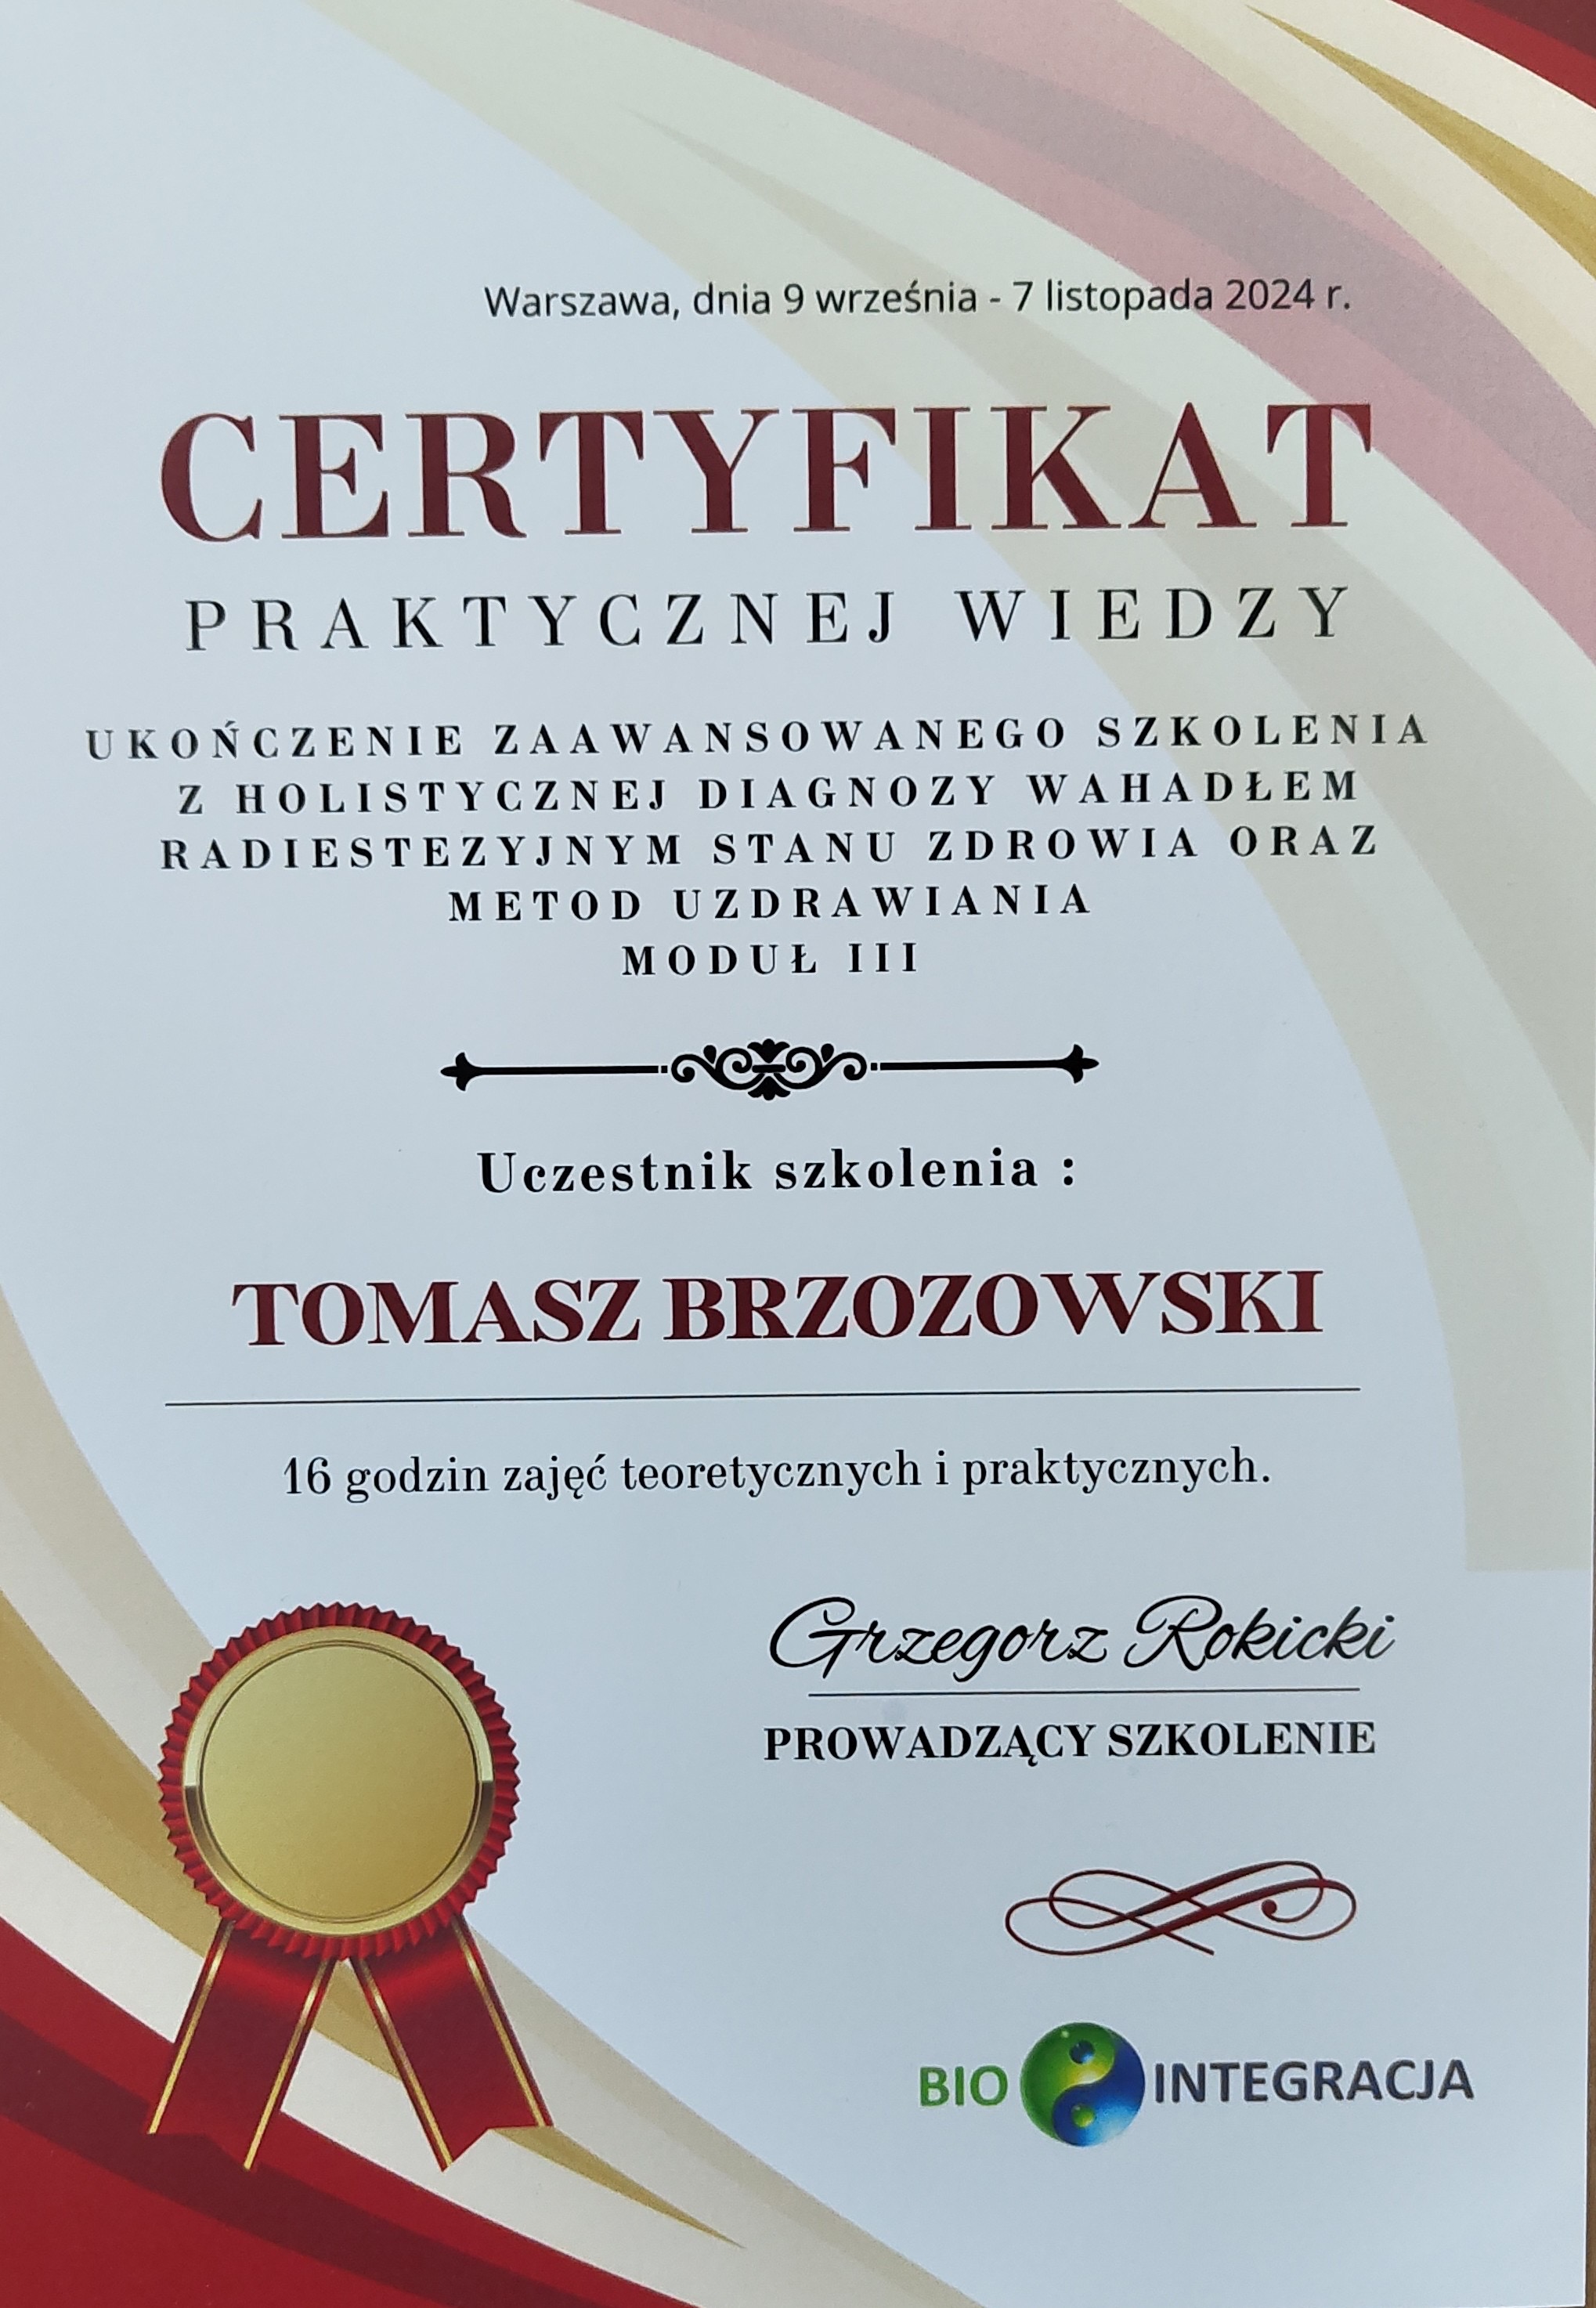 Warszawa, dnia 9 września - 7 listopada 2024 r.
CERTYFIKAT
PRAKTYCZNEJ WIEDZY
UKOŃCZENIE ZAAWANSOWANEGO SZKOLENIA
Z HOLISTYCZNEJ DIAGNOZY WAHADŁEM
RADIESTEZYJNYM STANU ZDROWIA ORAZ
METOD UZDRAWIANIA
MODUŁ III
Uczestnik szkolenia :
TOMASZ BRZOZOWSKI
16 godzin zajęć teoretycznych i praktycznych.
Grzegorz Rokicki
PROWADZĄCY SZKOLENIE
BIO INTEGRACJA